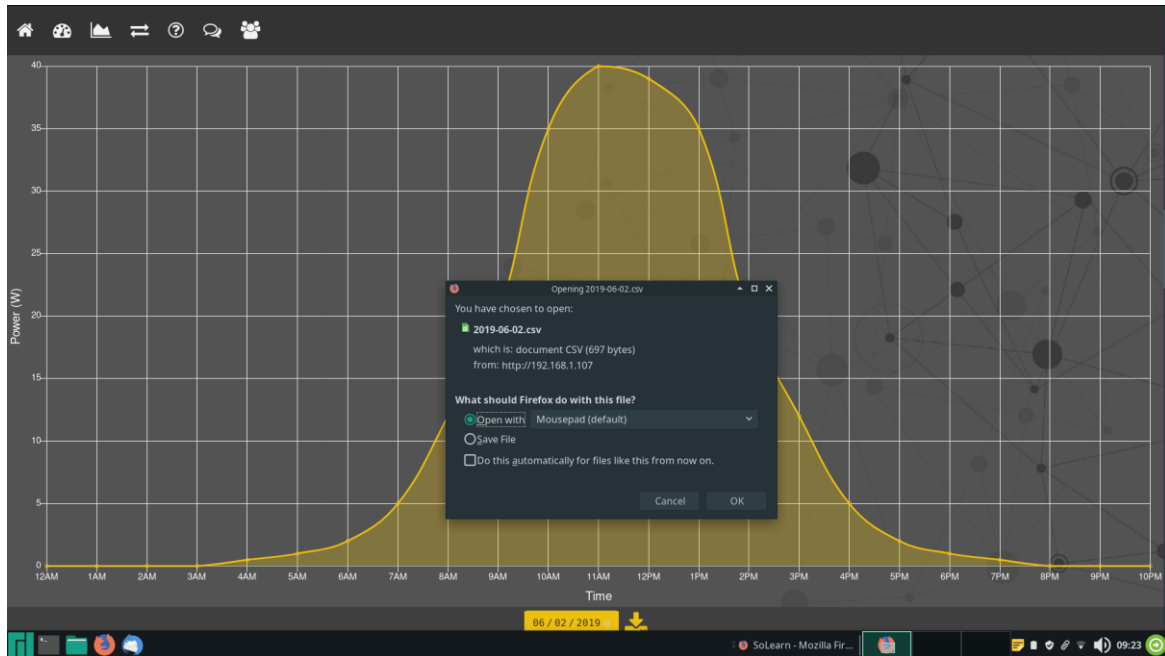 40
35
30
25
20
15
10
5
0
Power (W)
12AM 1AM 2AM 3AM 4AM 5AM 6AM 7AM 8AM 9AM 10AM 11AM 12PM 1PM 2PM 3PM 4PM 5PM 6PM 7PM 8PM 9PM 10PM
Time
Opening 2019-06-02.csv
You have chosen to open:
2019-06-02.csv
which is: document CSV (697 bytes)
from: http://192.168.1.107
What should Firefox do with this file?
Open with Mousepad (default)
Save File
Do this automatically for files like this from now on.
Cancel OK
06/02/2019
SoLearn - Mozilla Fir...
09:23